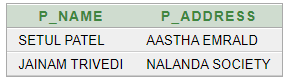 P_NAME P_ADDRESS
SETUL PATEL AASTHA EMRALD
JAINAM TRIVEDI NALANDA SOCIETY